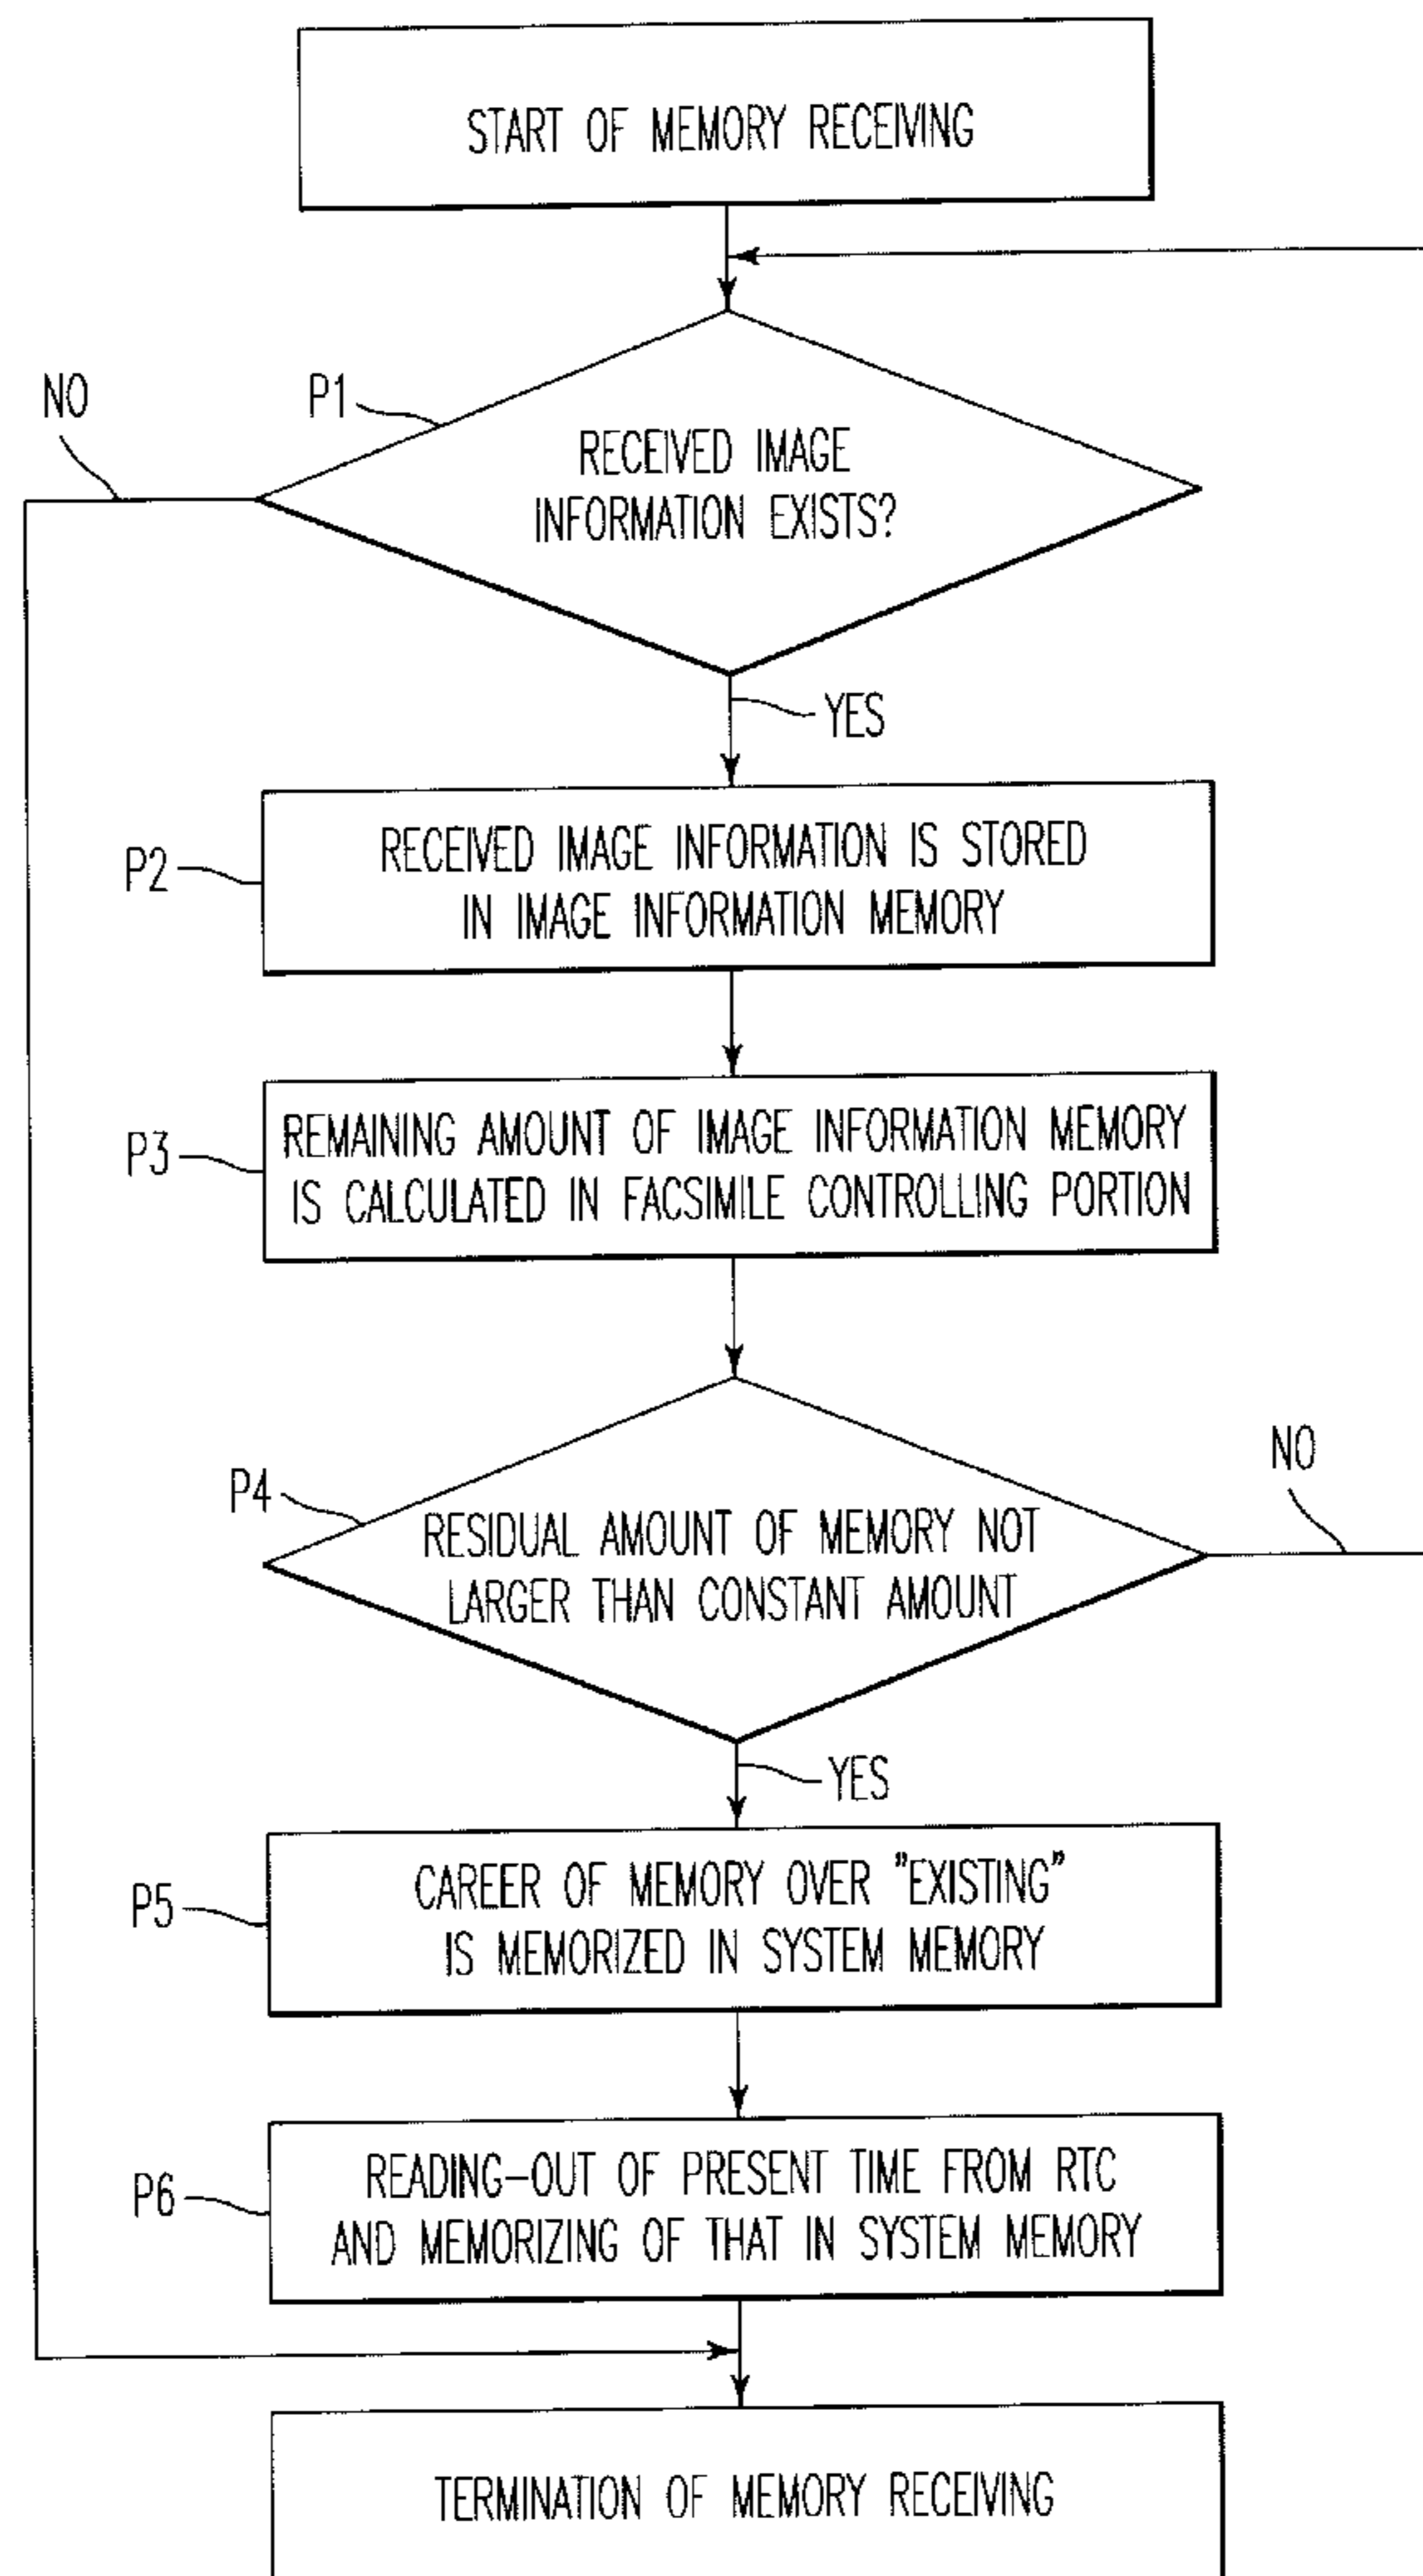 START OF MEMORY RECEIVING
NO
P1
RECEIVED IMAGE
INFORMATION EXISTS?
YES
P2
RECEIVED IMAGE INFORMATION IS STORED
IN IMAGE INFORMATION MEMORY
P3
REMAINING AMOUNT OF IMAGE INFORMATION MEMORY
IS CALCULATED IN FACSIMILE CONTROLLING PORTION
P4
NO
RESIDUAL AMOUNT OF MEMORY NOT
LARGER THAN CONSTANT AMOUNT
YES
P5
CAREER OF MEMORY OVER "EXISTING"
IS MEMORIZED IN SYSTEM MEMORY
P6
READING-OUT OF PRESENT TIME FROM RTC
AND MEMORIZING OF THAT IN SYSTEM MEMORY
TERMINATION OF MEMORY RECEIVING